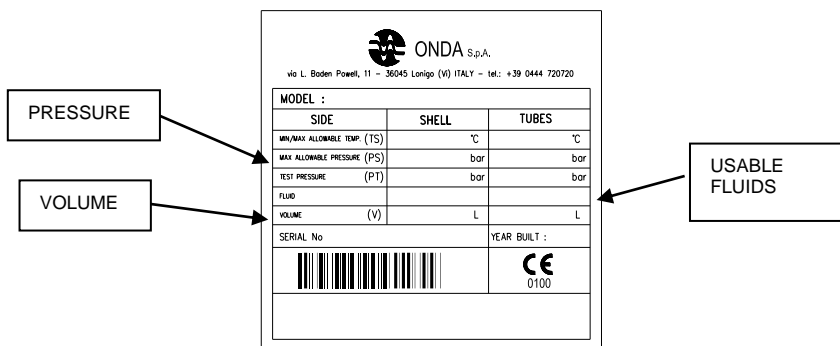 ONDA S.p.A.
via L. Baden Powell, 11 - 36045 Lonigo (VI) ITALY - tel.: +39 0444 720720
MODEL :
SIDE SHELL TUBES
MIN/MAX ALLOWABLE TEMP. (TS) °C °C
MAX ALLOWABLE PRESSURE (PS) bar bar
TEST PRESSURE (PT) bar bar
FLUID
VOLUME (V) L L
SERIAL No YEAR BUILT :
CE
0100
PRESSURE
VOLUME
USABLE
FLUIDS